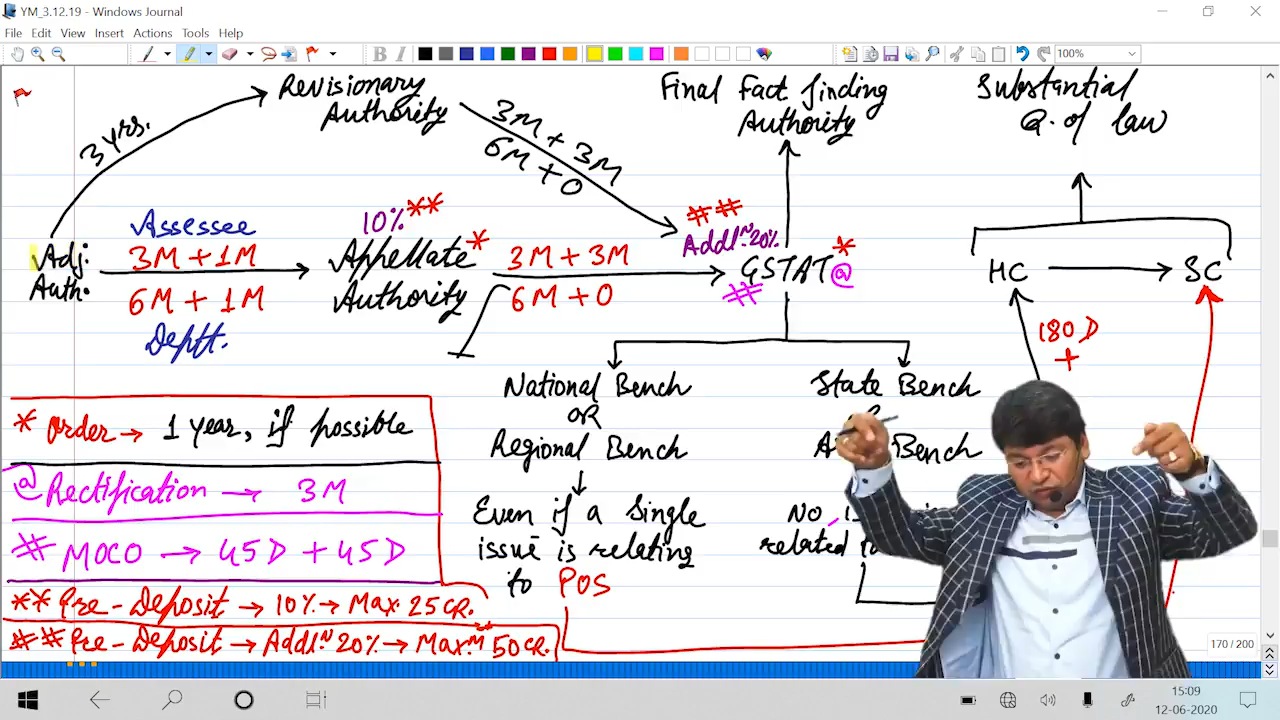 YM_3.12.19 - Windows Journal
File Edit View Insert Actions Tools Help
100%
Revisionary
Authority
Final Fact finding
Authority
Substantial
Q. of law
3 yrs.
3M + 3M
6M + 0
Assessee
10% **
## 
Addl.N 20%
Adj.
Auth.
3M + 1M
6M + 1M
Deptt.
Appellate *
Authority
3M + 3M
6M + 0
GSTAT * @
##
HC
SC
180 D
+
National Bench
OR
Regional Bench
State Bench
Bench
Even if a Single
issue is relating
to POS
No
related
* Order → 1 year, if possible
@ Rectification → 3M
# MOCO → 45 D + 45 D
** Pre-Deposit → 10% → Max. 25 CR.
## Pre-Deposit → Addl.N 20% → Max.M 50 CR.
170 / 200
15:09
12-06-2020